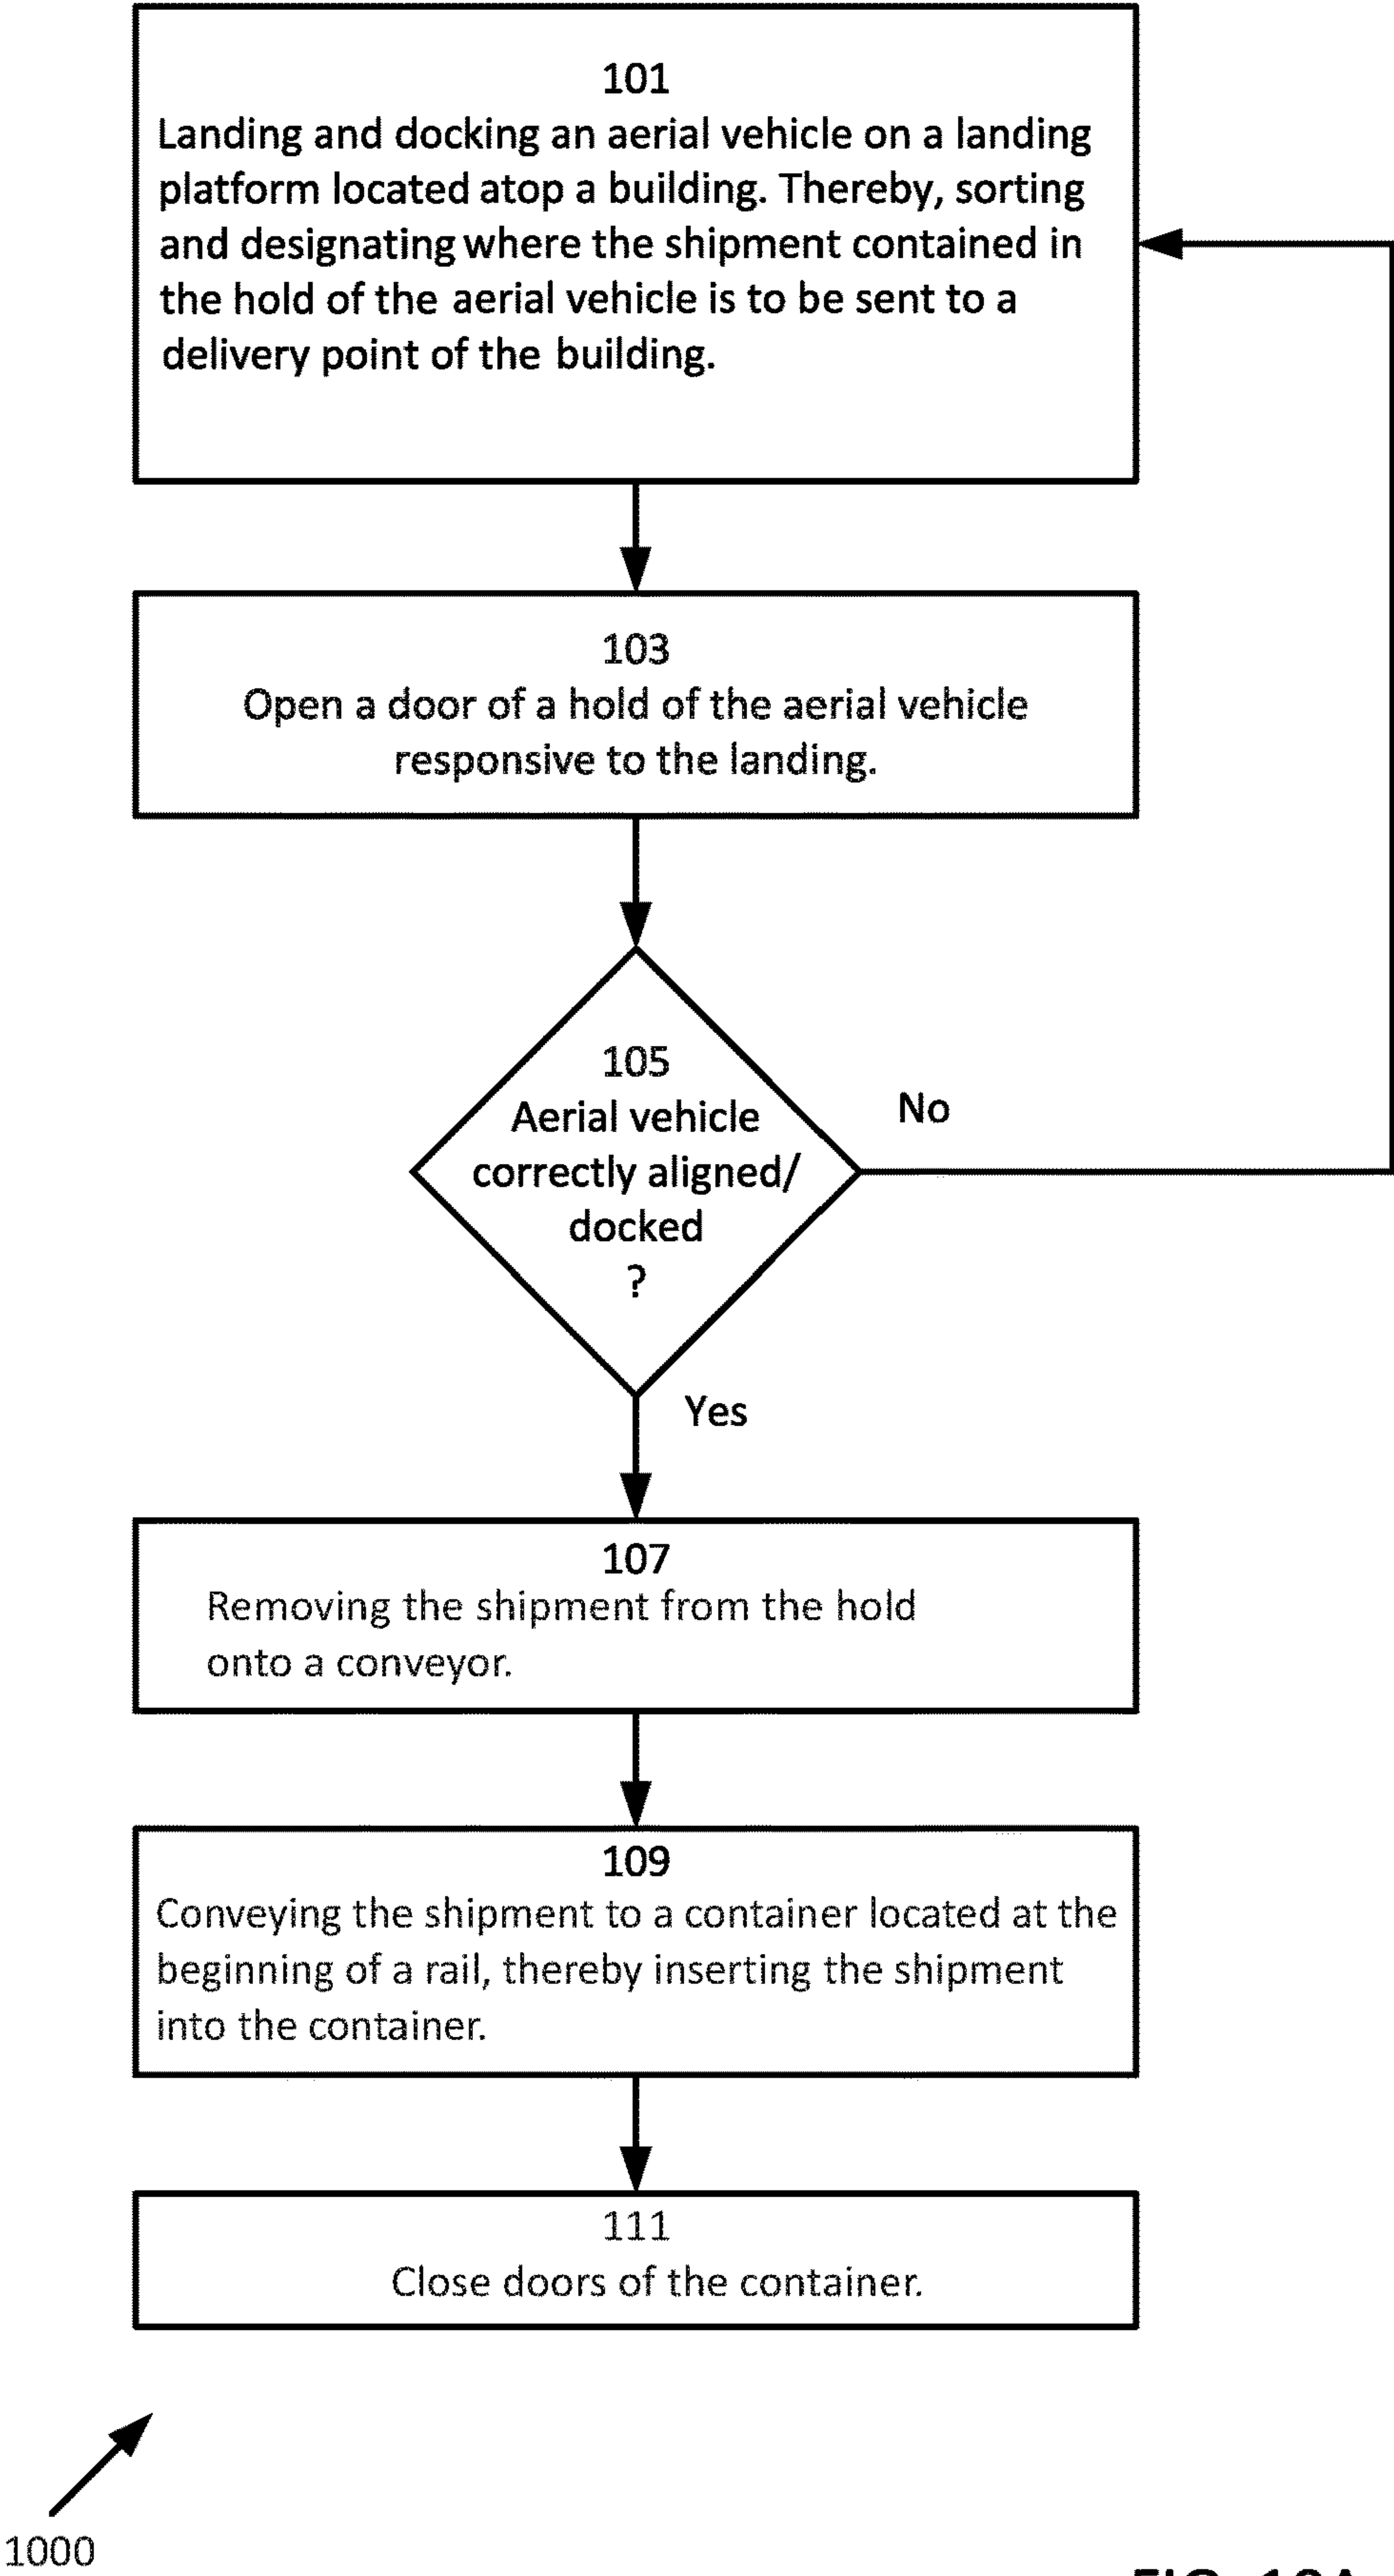 101
Landing and docking an aerial vehicle on a landing
platform located atop a building. Thereby, sorting
and designating where the shipment contained in
the hold of the aerial vehicle is to be sent to a
delivery point of the building.
103
Open a door of a hold of the aerial vehicle
responsive to the landing.
105
Aerial vehicle
correctly aligned/
docked
?
No
Yes
107
Removing the shipment from the hold
onto a conveyor.
109
Conveying the shipment to a container located at the
beginning of a rail, thereby inserting the shipment
into the container.
111
Close doors of the container.
1000